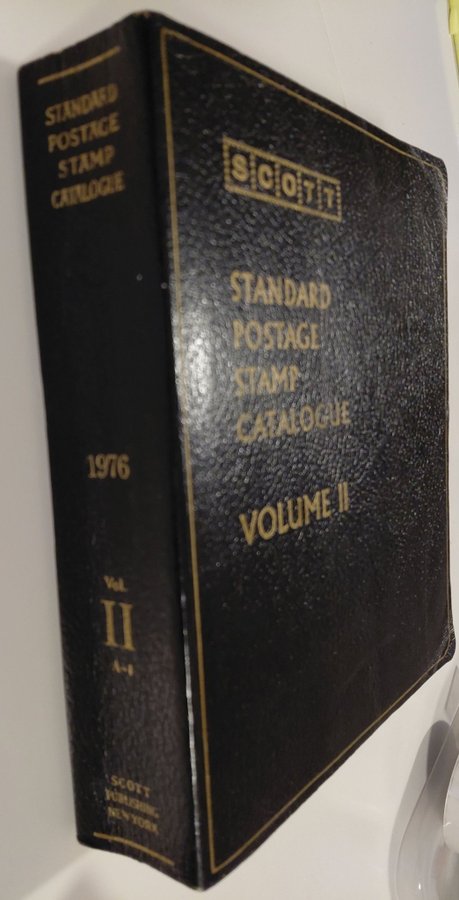 STANDARD
POSTAGE
STAMP
CATALOGUE
1976
Vol.
II
SCOTT
PUBLISHING
NEW YORK
SCOTT
STANDARD
POSTAGE
STAMP
CATALOGUE
VOLUME II